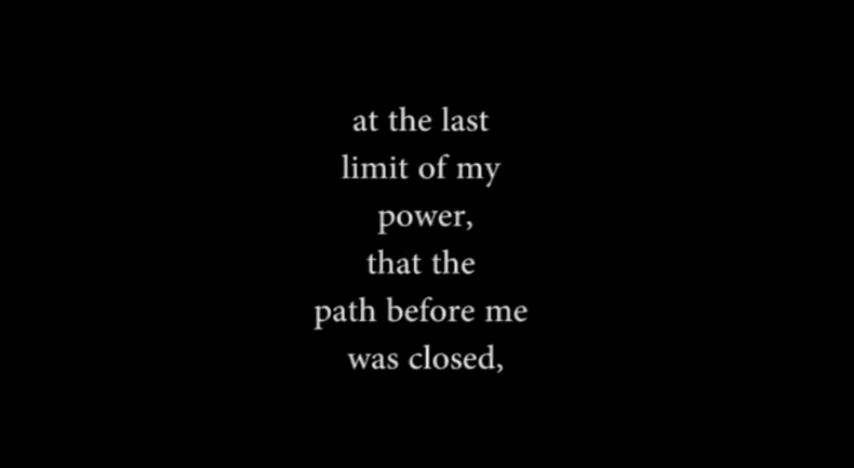 at the last
limit of my
power,
that the
path before me
was closed,